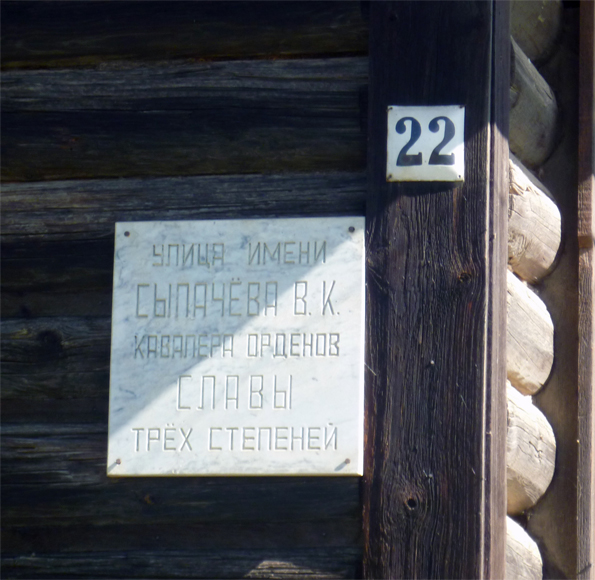 22
УЛИЦА ИМЕНИ
СЫПАЧЁВА В. К.
КАВАЛЕРА ОРДЕНОВ
СЛАВЫ
ТРЁХ СТЕПЕНЕЙ